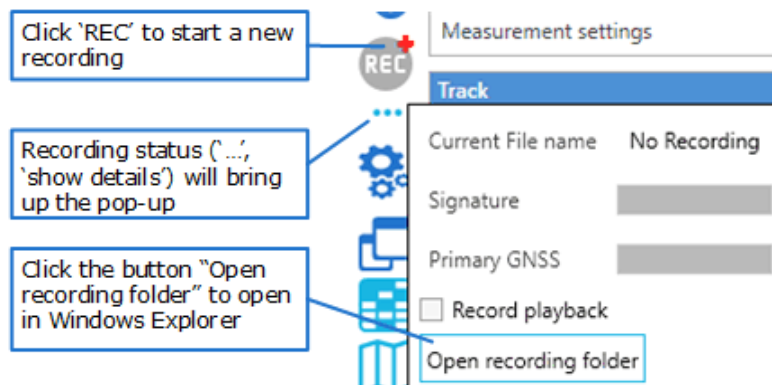 Click ‘REC’ to start a new
recording
REC
Measurement settings
Track
Recording status (‘...’,
‘show details’) will bring
up the pop-up
Current File name No Recording
Signature
Primary GNSS
Click the button “Open
recording folder” to open
in Windows Explorer
Record playback
Open recording folder